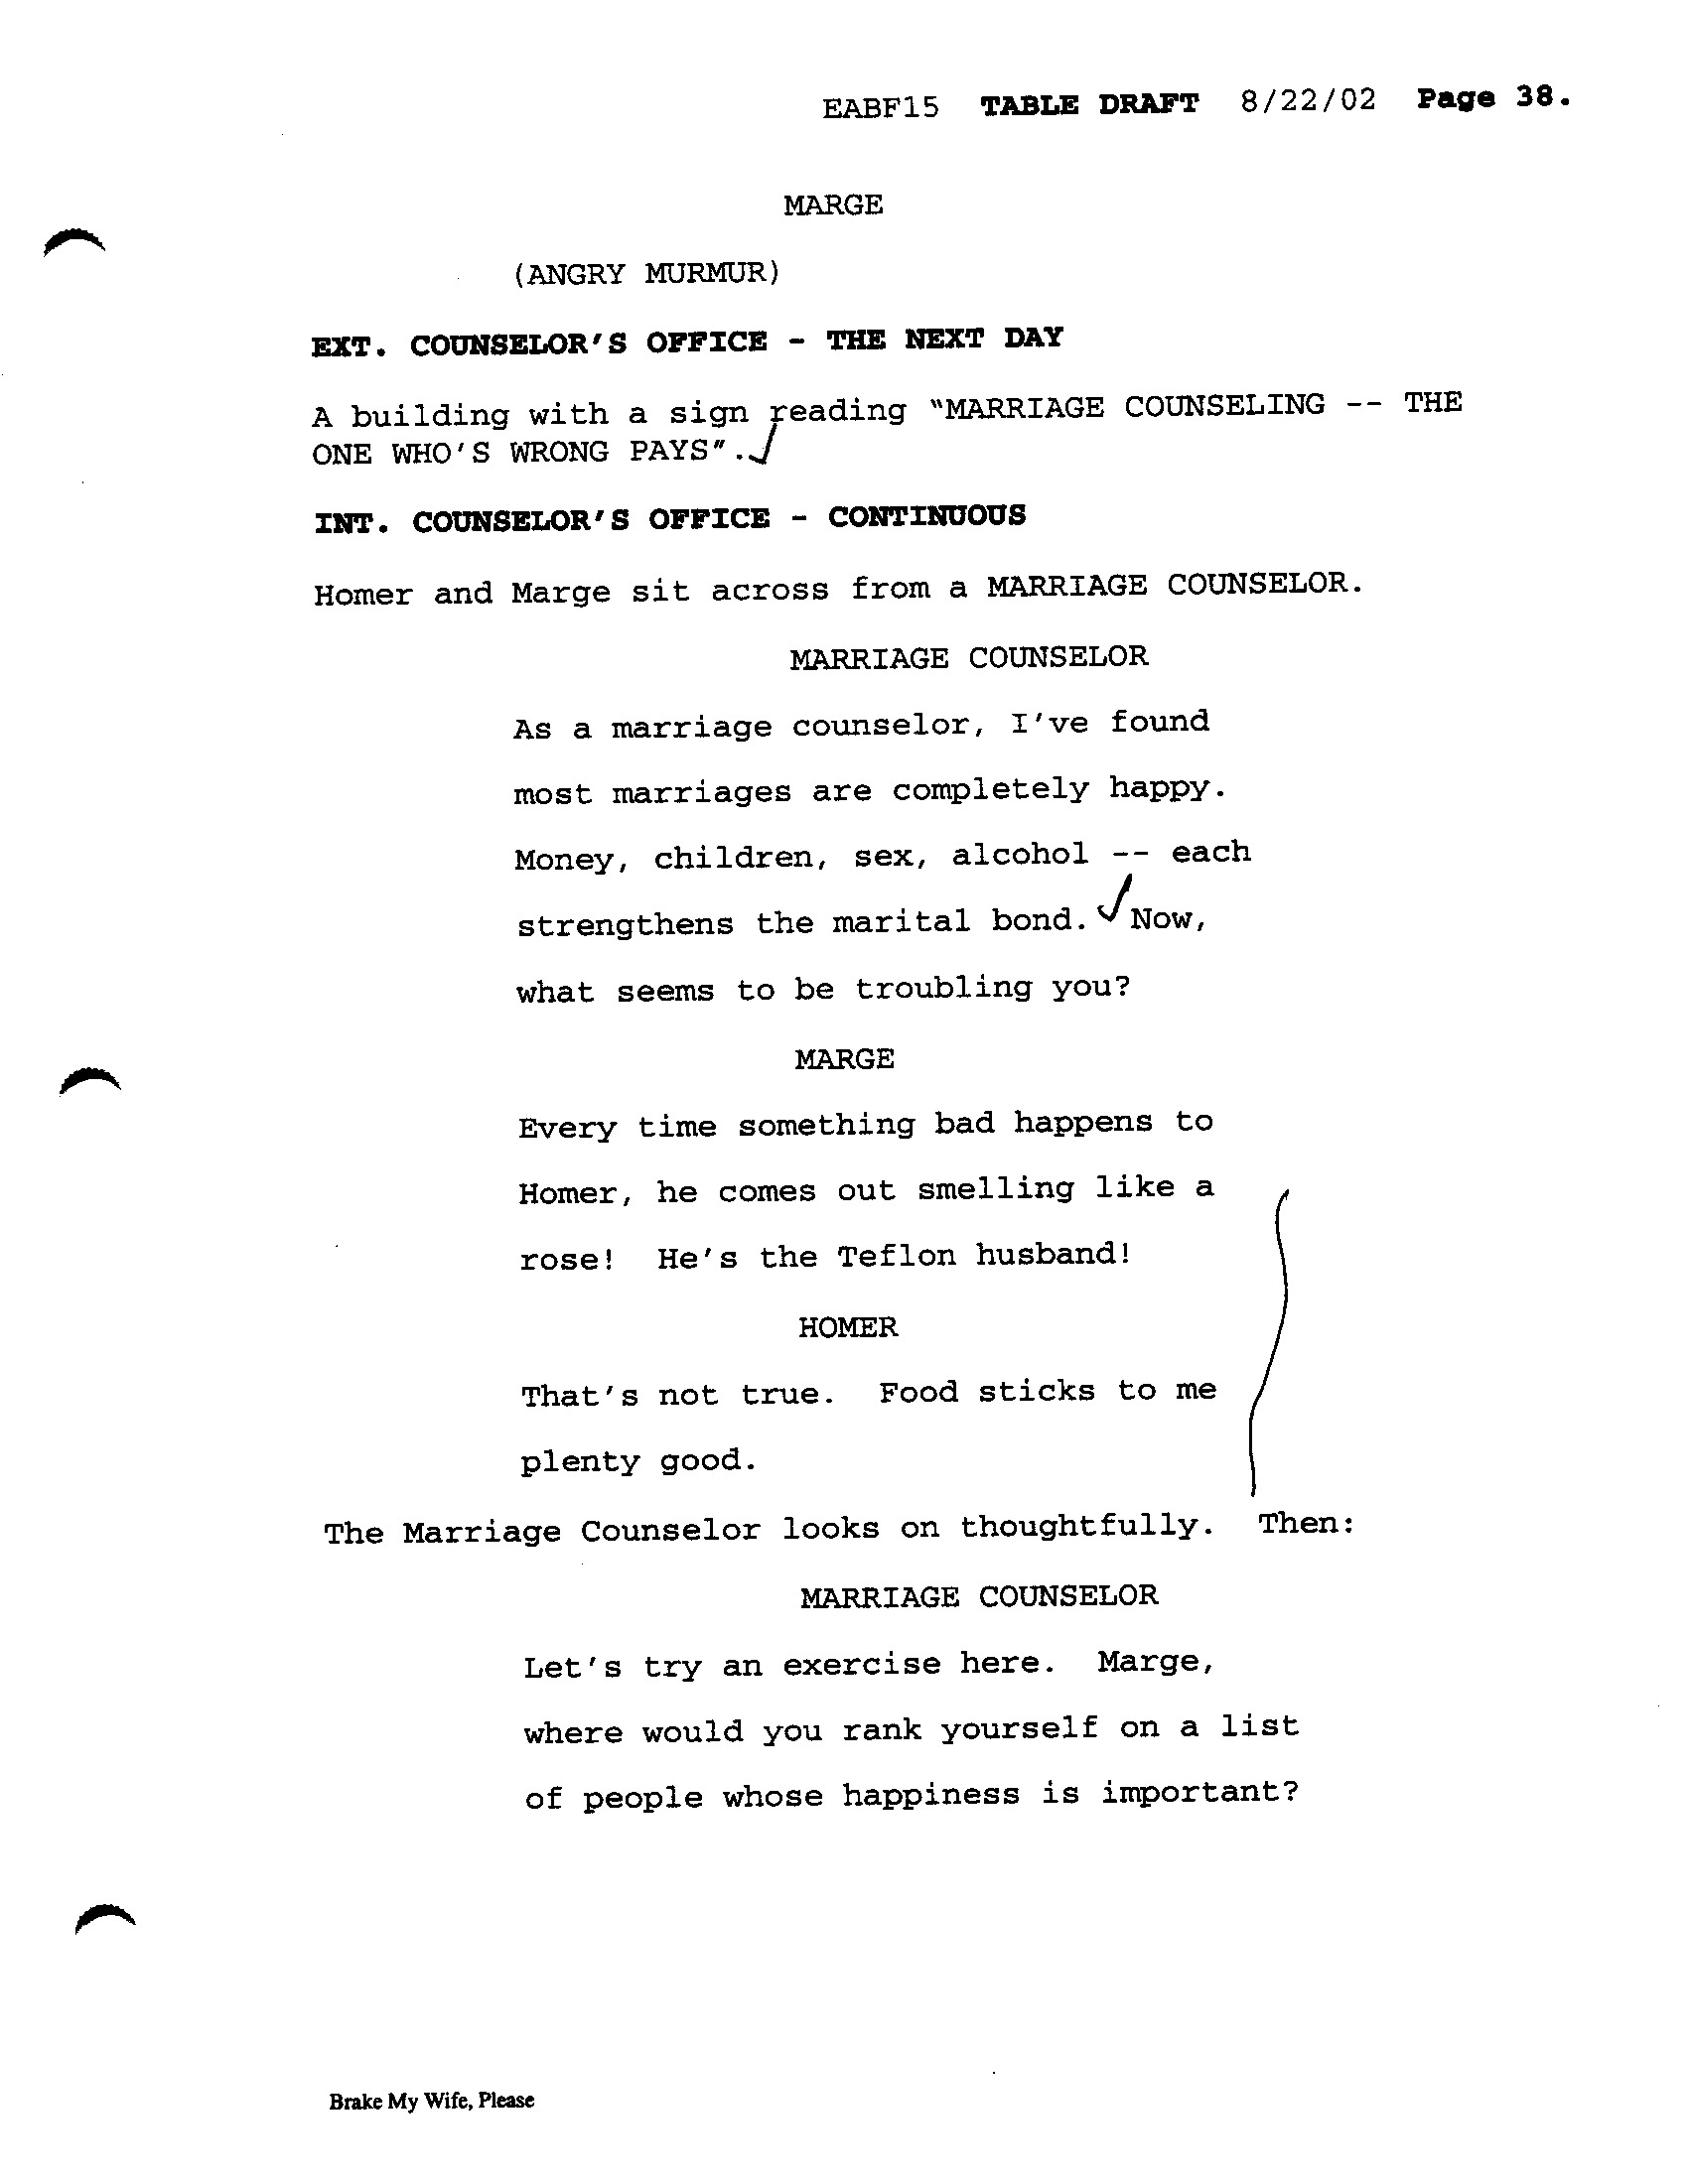 EABF15 TABLE DRAFT 8/22/02 Page 38.
MARGE
(ANGRY MURMUR)
EXT. COUNSELOR'S OFFICE - THE NEXT DAY
A building with a sign reading "MARRIAGE COUNSELING -- THE
ONE WHO'S WRONG PAYS".
INT. COUNSELOR'S OFFICE - CONTINUOUS
Homer and Marge sit across from a MARRIAGE COUNSELOR.
MARRIAGE COUNSELOR
As a marriage counselor, I've found
most marriages are completely happy.
Money, children, sex, alcohol -- each
strengthens the marital bond. Now,
what seems to be troubling you?
MARGE
Every time something bad happens to
Homer, he comes out smelling like a
rose! He's the Teflon husband!
HOMER
That's not true. Food sticks to me
plenty good.
The Marriage Counselor looks on thoughtfully. Then:
MARRIAGE COUNSELOR
Let's try an exercise here. Marge,
where would you rank yourself on a list
of people whose happiness is important?
Brake My Wife, Please